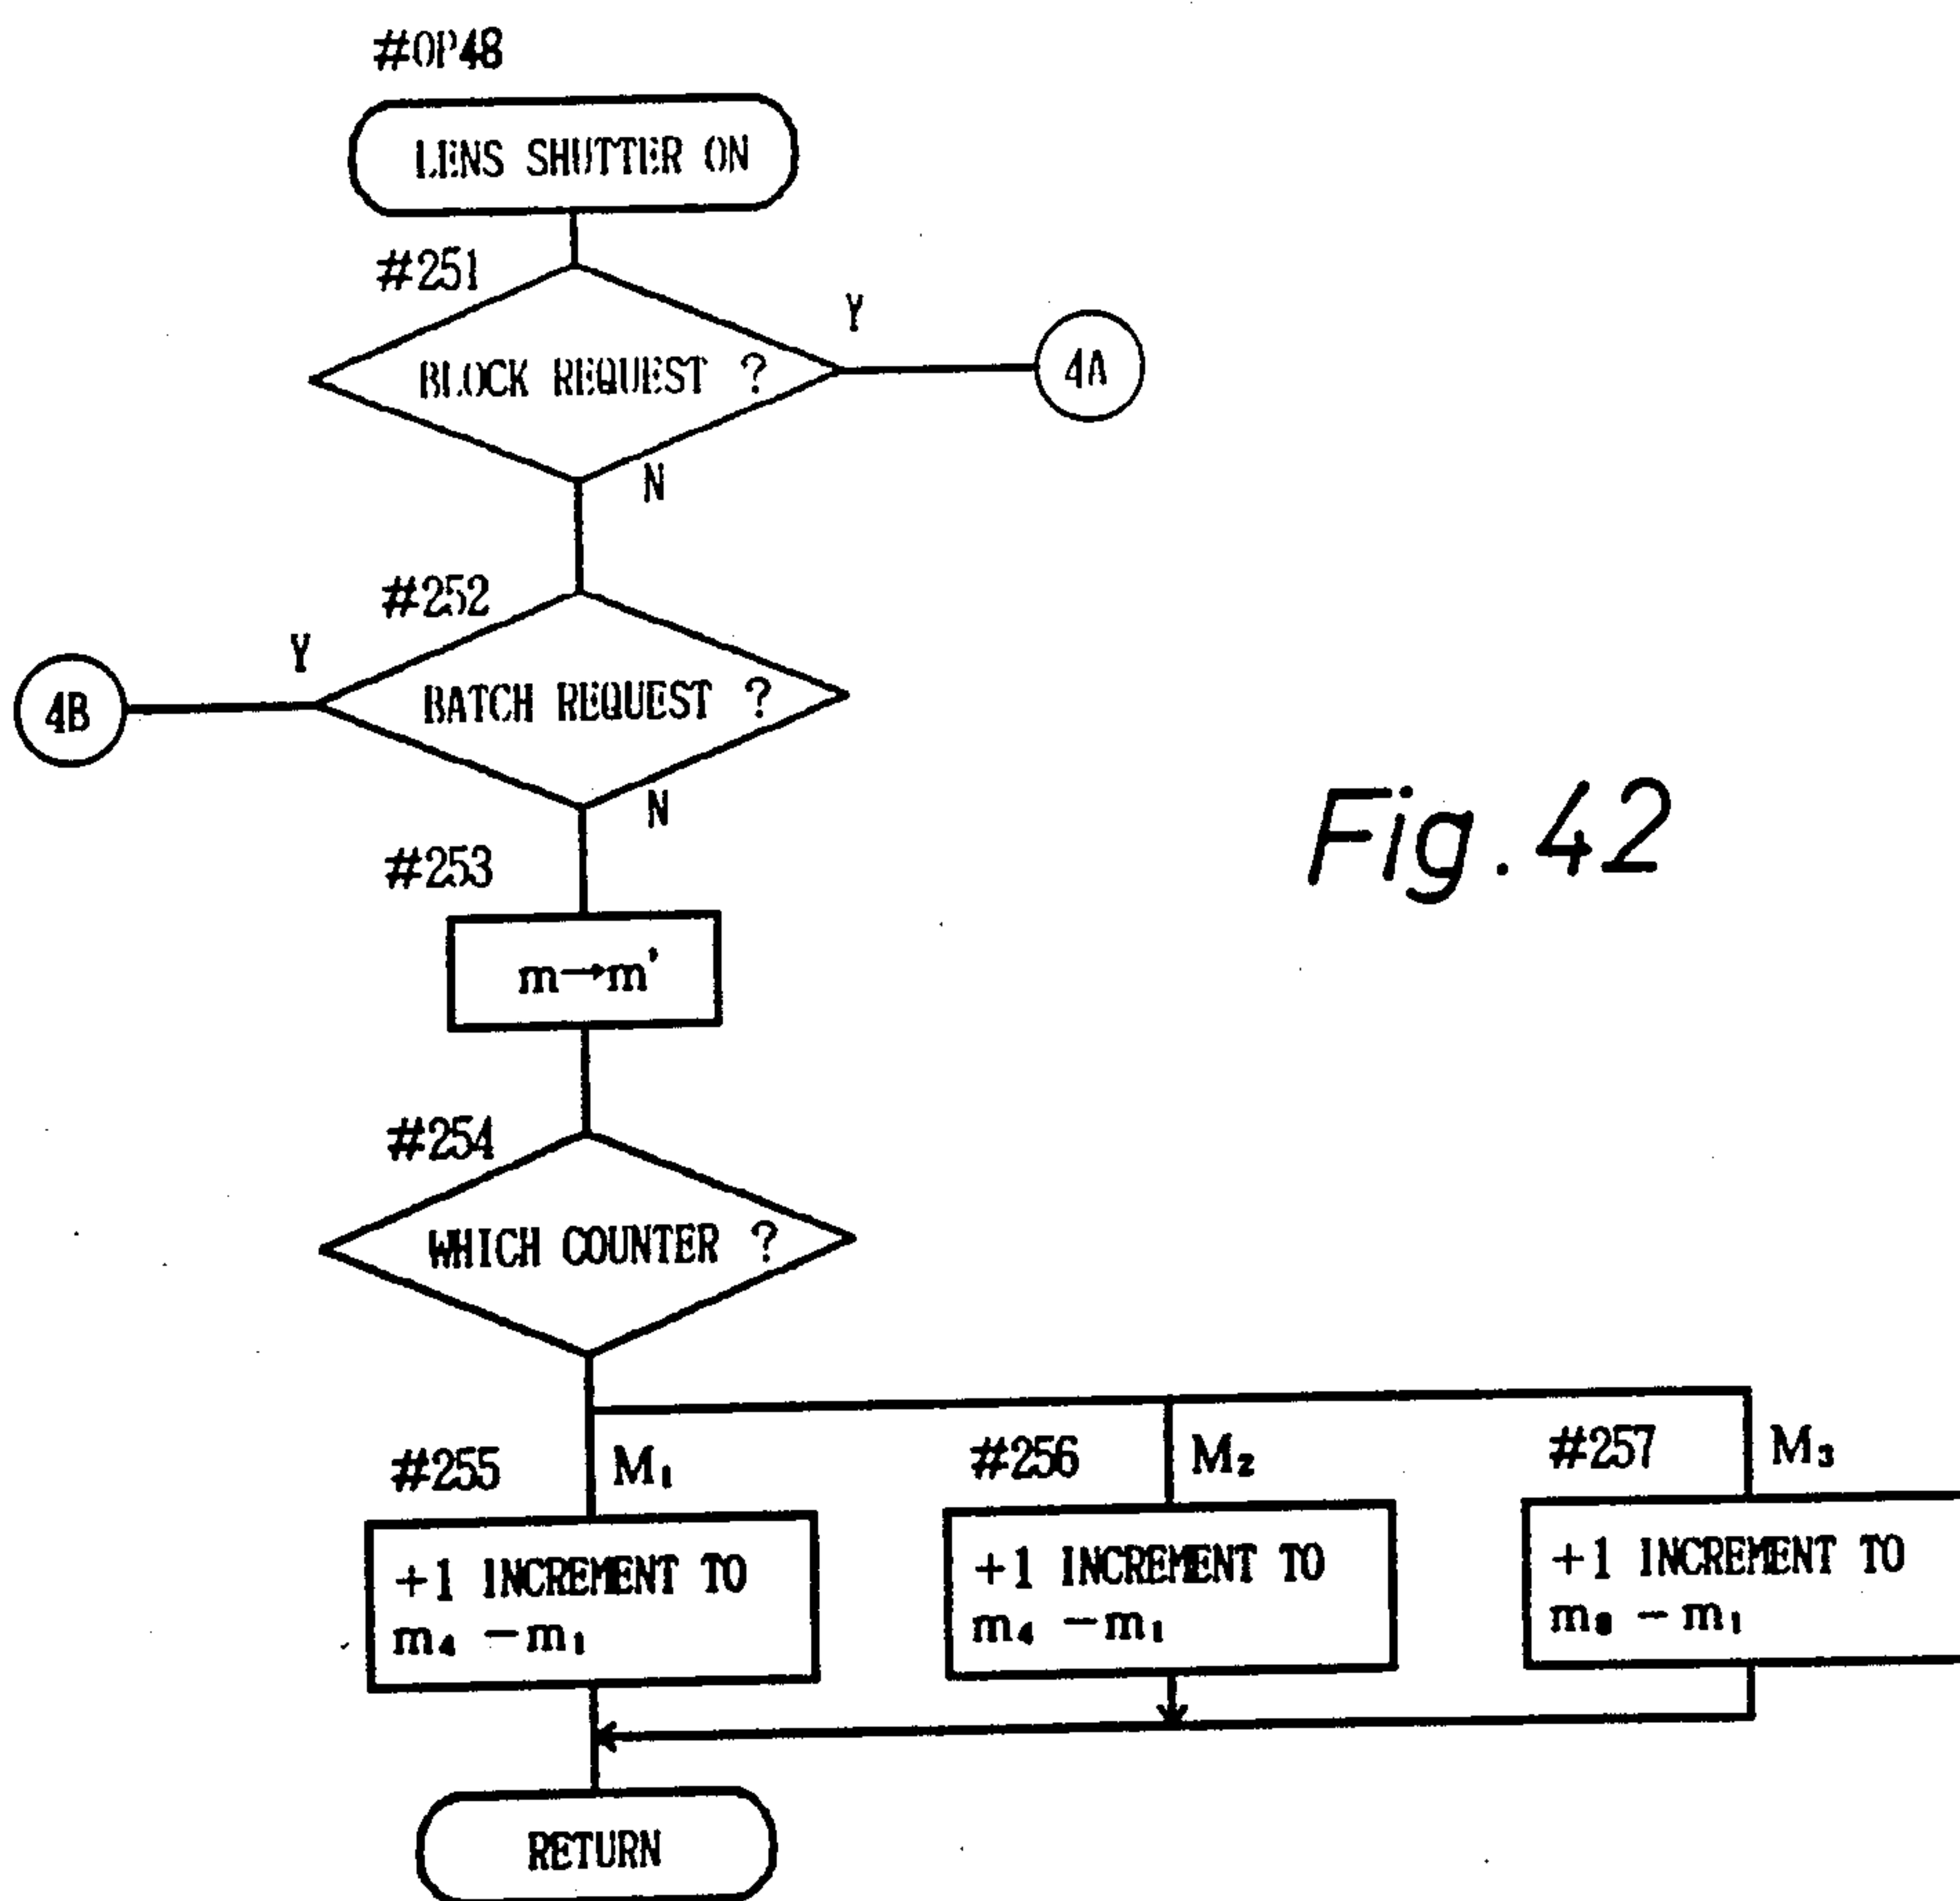 #OP48
LENS SHUTTER ON
#251
Y
BLOCK REQUEST ?
4A
N
#252
Y
4B
BATCH REQUEST ?
N
#253
m→m'
Fig. 42
#254
WHICH COUNTER ?
#255
M₁
#256
M₂
#257
M₃
+1 INCREMENT TO
m₄ −m₁
+1 INCREMENT TO
m₄ −m₁
+1 INCREMENT TO
m₈ −m₁
RETURN